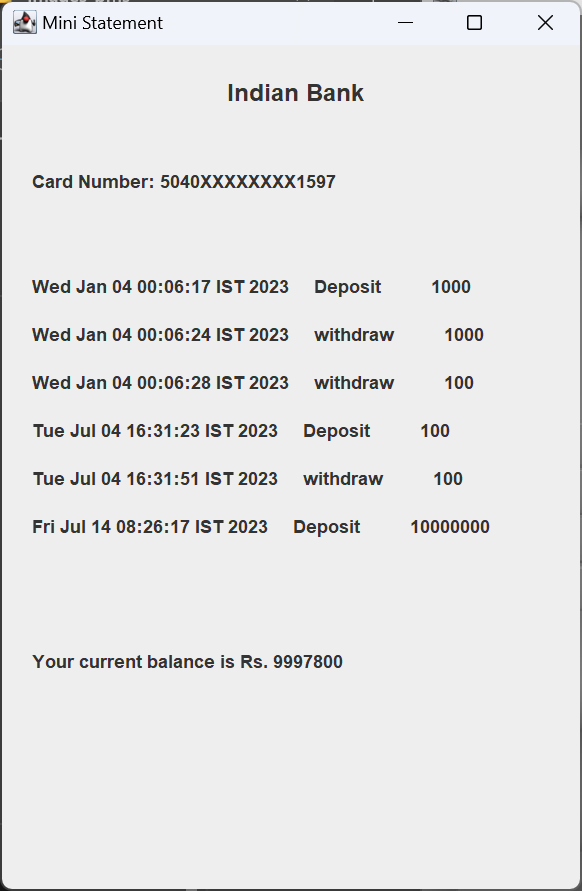 Mini Statement
Indian Bank
Card Number: 5040XXXXXXXX1597
Wed Jan 04 00:06:17 IST 2023 Deposit 1000
Wed Jan 04 00:06:24 IST 2023 withdraw 1000
Wed Jan 04 00:06:28 IST 2023 withdraw 100
Tue Jul 04 16:31:23 IST 2023 Deposit 100
Tue Jul 04 16:31:51 IST 2023 withdraw 100
Fri Jul 14 08:26:17 IST 2023 Deposit 10000000
Your current balance is Rs. 9997800